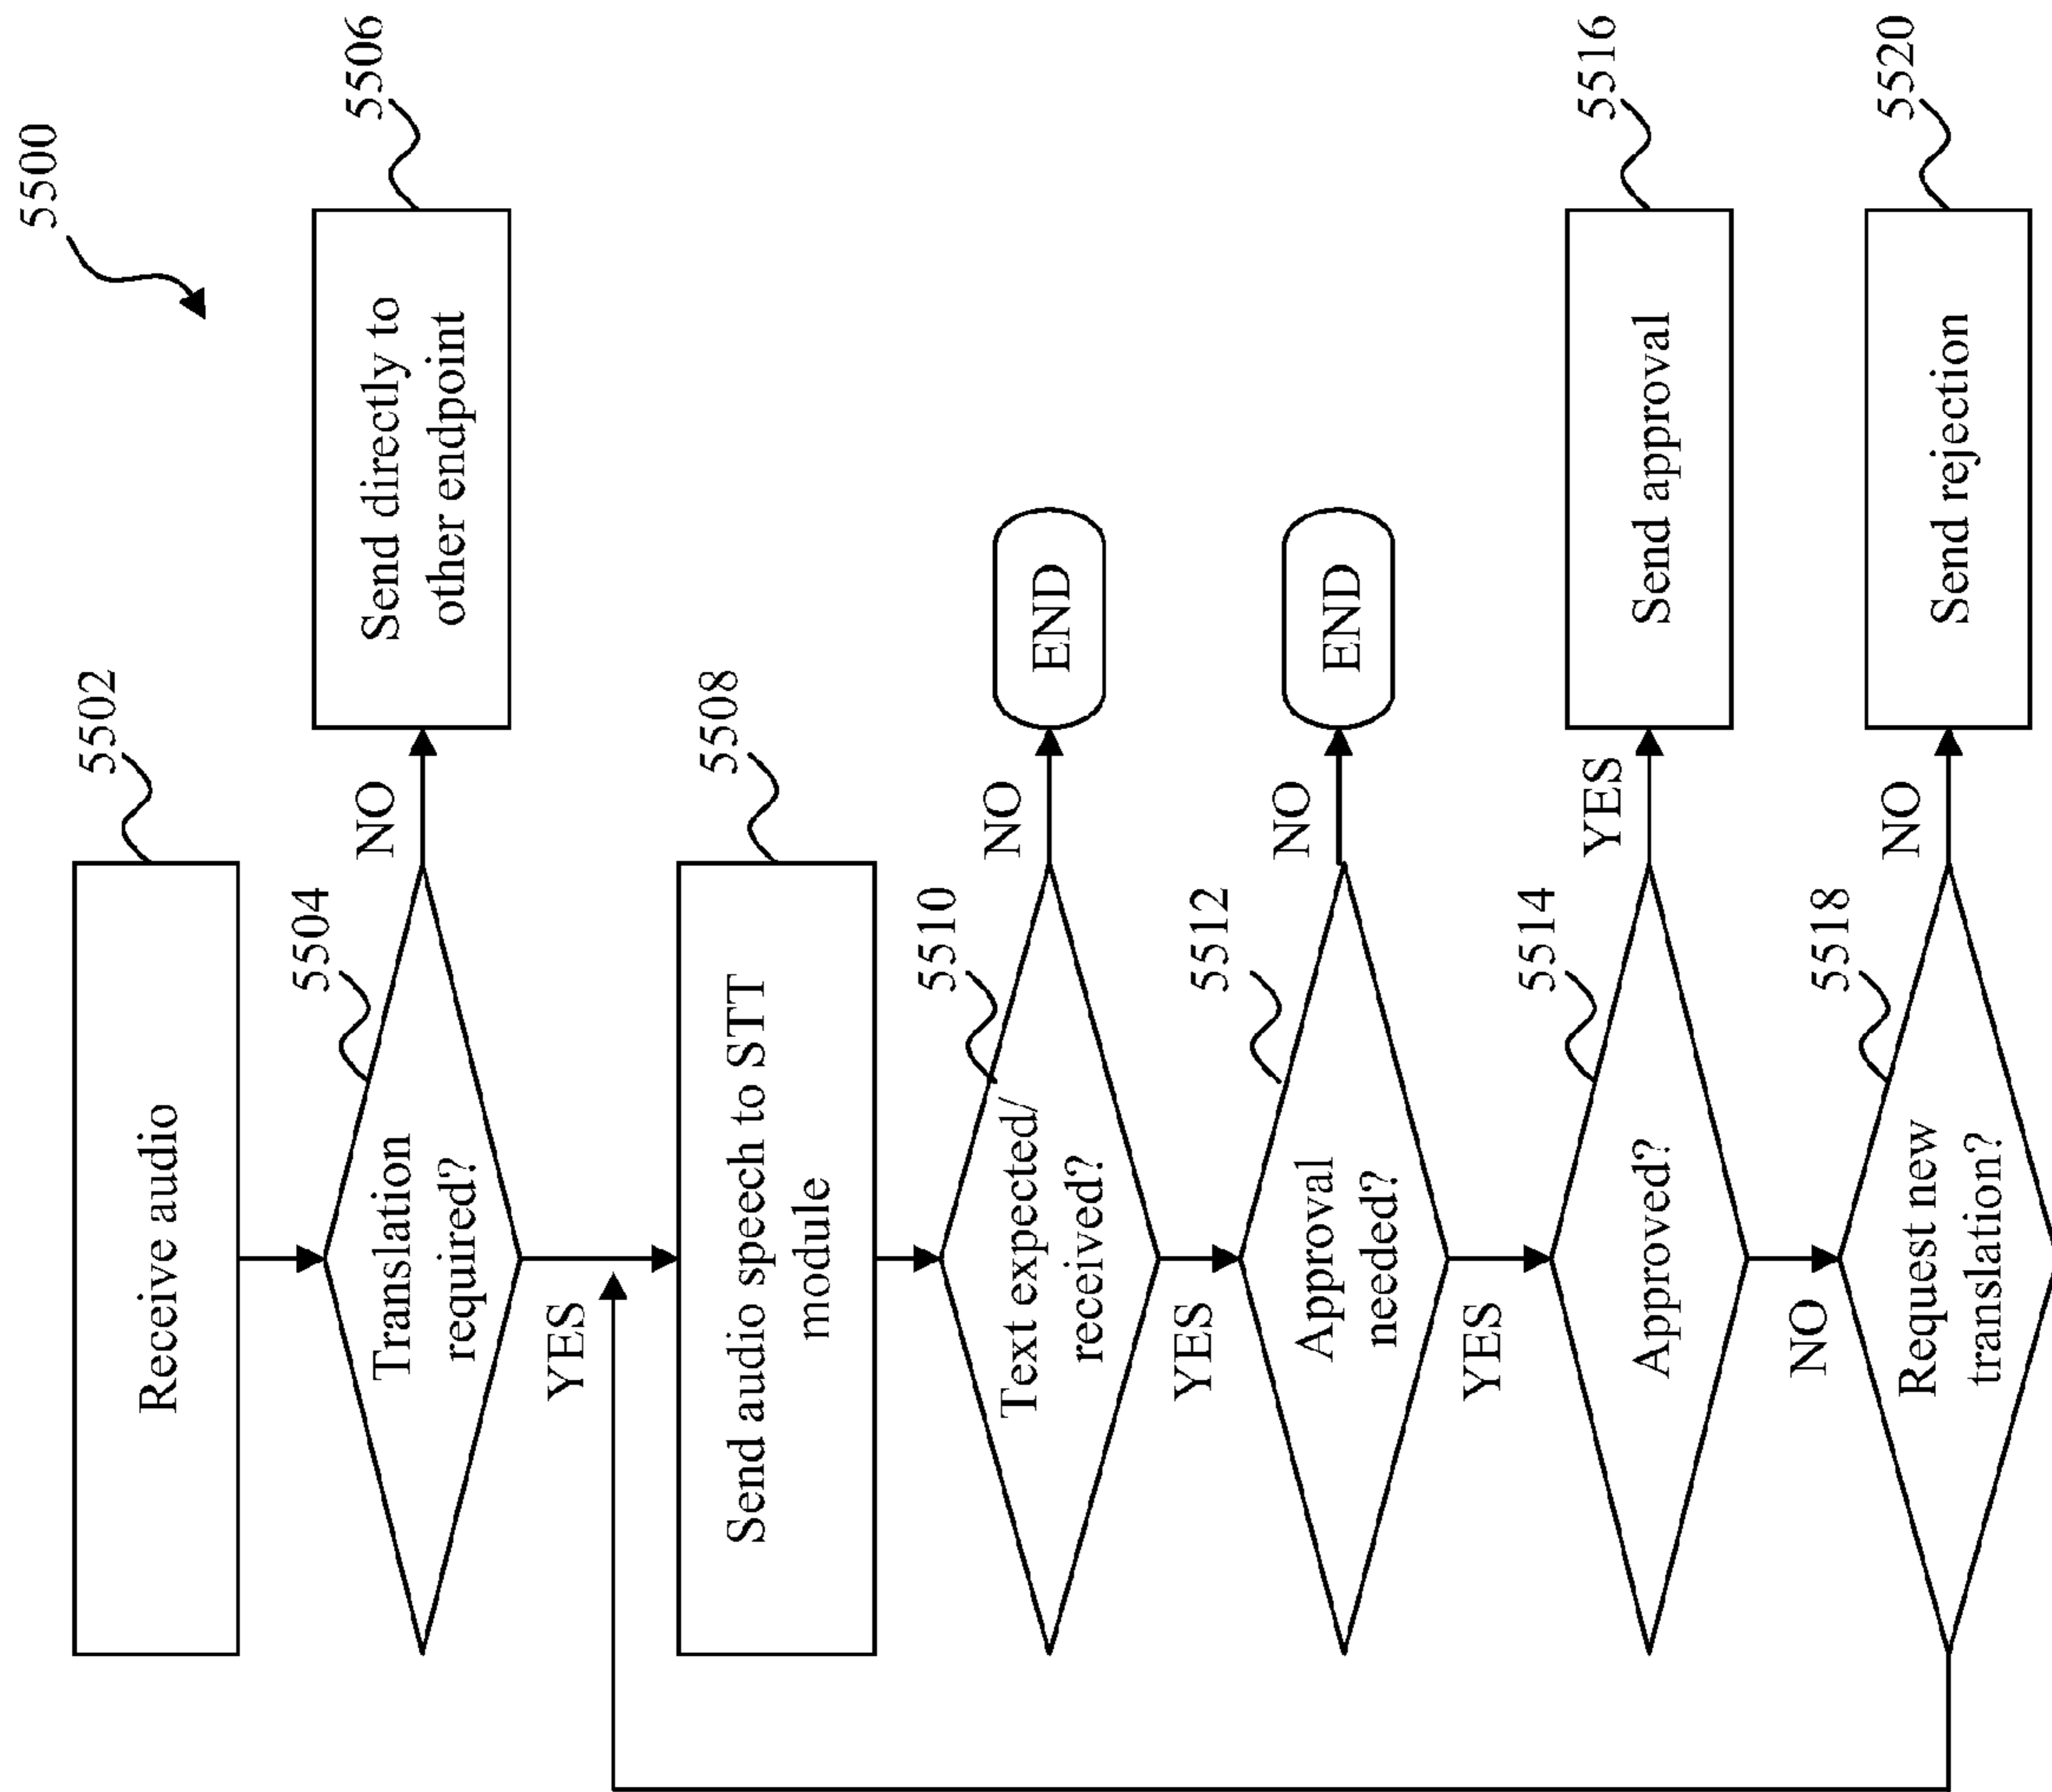 5500
5502
Receive audio
5504
Translation
required?
NO
5506
Send directly to
other endpoint
YES
5508
Send audio speech to STT
module
5510
Text expected/
received?
NO
END
YES
5512
Approval
needed?
NO
END
YES
5514
Approved?
YES
5516
Send approval
NO
5518
Request new
translation?
NO
5520
Send rejection